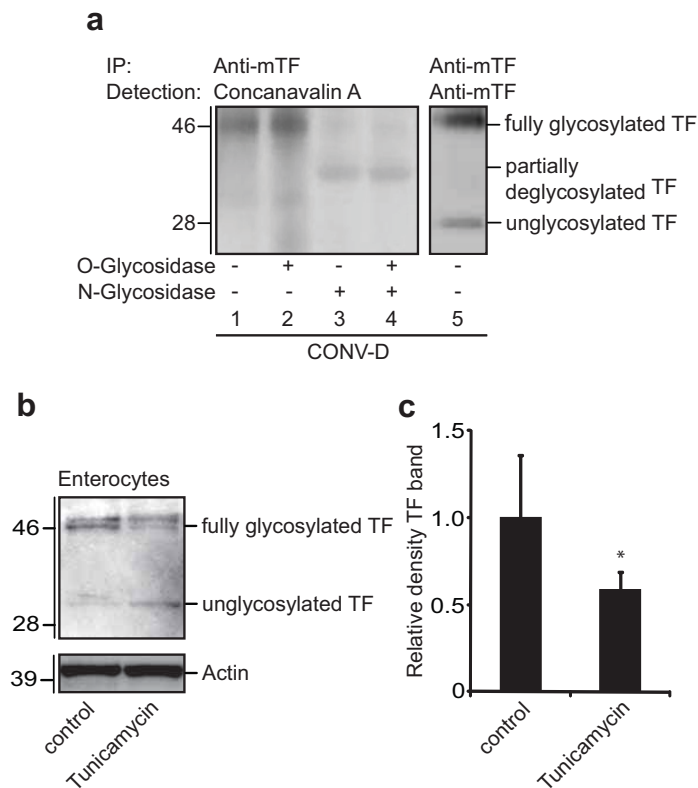 a
IP: Anti-mTF Anti-mTF
Detection: Concanavalin A Anti-mTF
46 fully glycosylated TF
partially
deglycosylated TF
28 unglycosylated TF
O-Glycosidase - + - + -
N-Glycosidase - - + + -
1 2 3 4 5
CONV-D
b
Enterocytes
46 fully glycosylated TF
unglycosylated TF
28
39 Actin
control
Tunicamycin
c
Relative density TF band
1.5
1.0
0.5
0
*
control
Tunicamycin